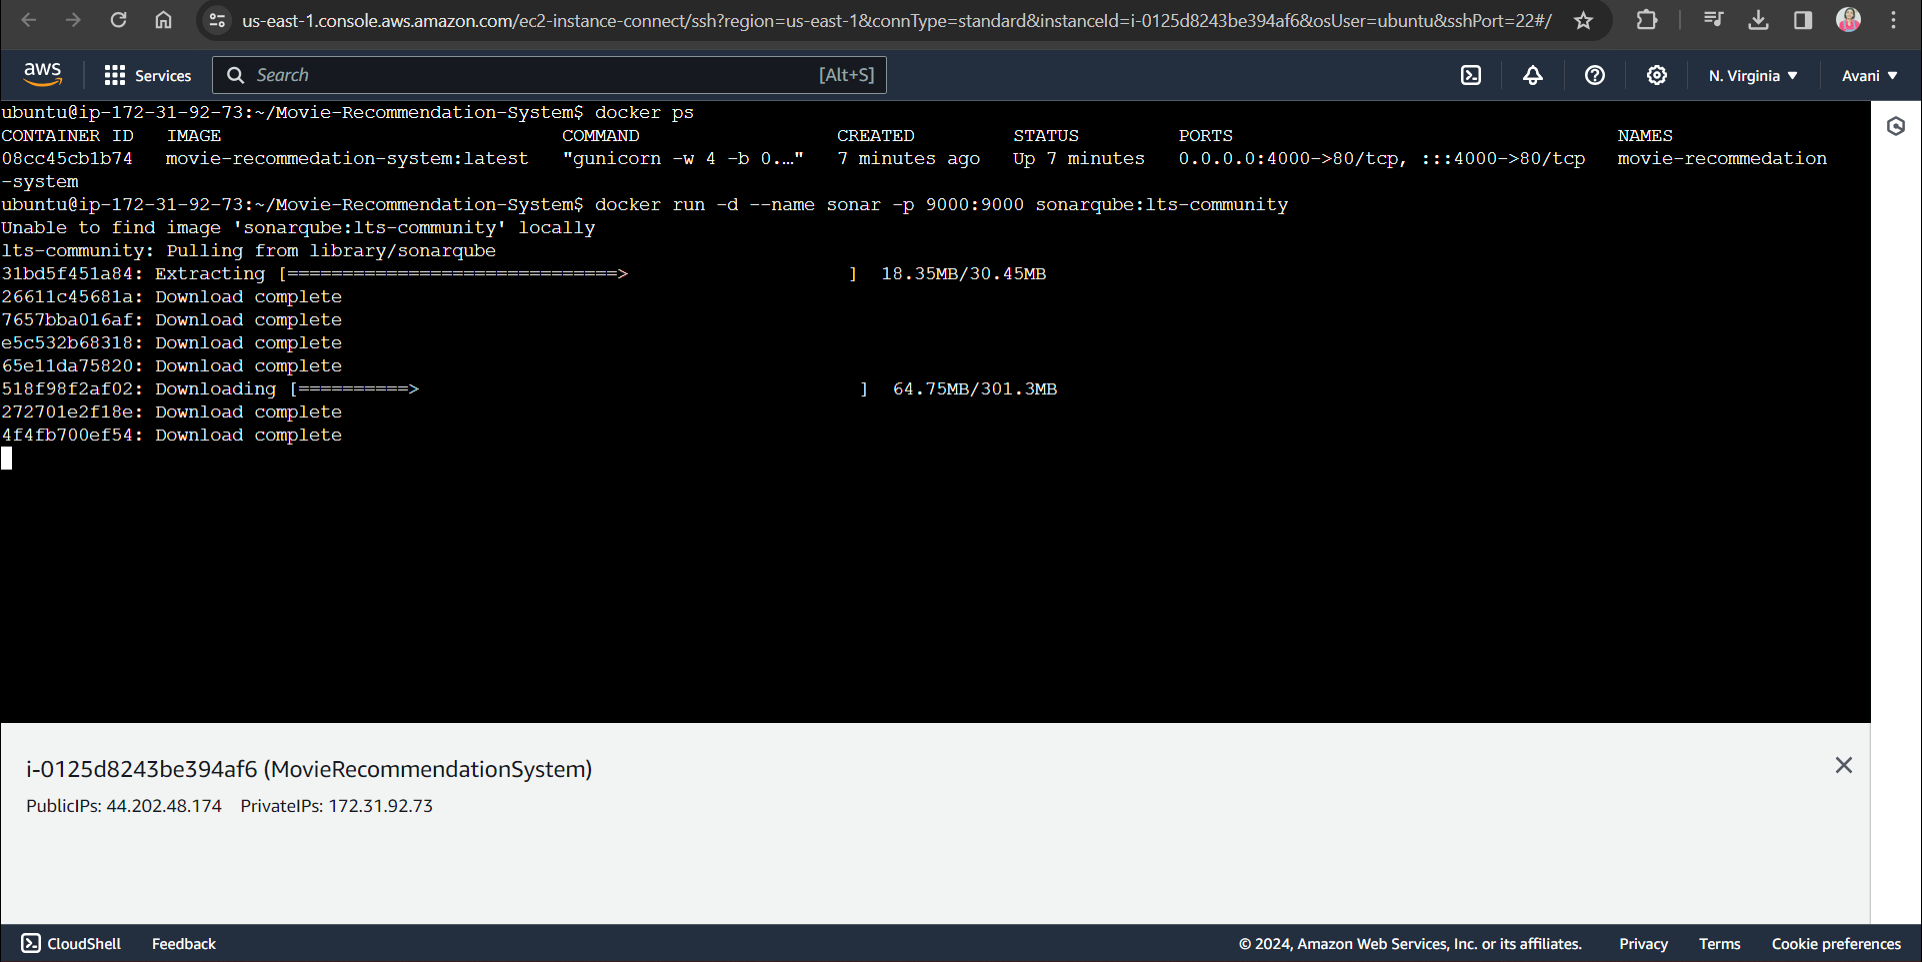 us-east-1.console.aws.amazon.com/ec2-instance-connect/ssh?region=us-east-1&connType=standard&instanceId=i-0125d8243be394af6&osUser=ubuntu&sshPort=22#/
aws Services Search [Alt+S] N. Virginia ▼ Avani ▼
ubuntu@ip-172-31-92-73:~/Movie-Recommendation-System$ docker ps
CONTAINER ID IMAGE COMMAND CREATED STATUS PORTS NAMES
08cc45cb1b74 movie-recommedation-system:latest "gunicorn -w 4 -b 0.…" 7 minutes ago Up 7 minutes 0.0.0.0:4000->80/tcp, :::4000->80/tcp movie-recommedation
-system
ubuntu@ip-172-31-92-73:~/Movie-Recommendation-System$ docker run -d --name sonar -p 9000:9000 sonarqube:lts-community
Unable to find image 'sonarqube:lts-community' locally
lts-community: Pulling from library/sonarqube
31bd5f451a84: Extracting [==============================> ] 18.35MB/30.45MB
26611c45681a: Download complete
7657bba016af: Download complete
e5c532b68318: Download complete
65e11da75820: Download complete
518f98f2af02: Downloading [==========> ] 64.75MB/301.3MB
272701e2f18e: Download complete
4f4fb700ef54: Download complete
i-0125d8243be394af6 (MovieRecommendationSystem)
PublicIPs: 44.202.48.174 PrivateIPs: 172.31.92.73
CloudShell Feedback © 2024, Amazon Web Services, Inc. or its affiliates. Privacy Terms Cookie preferences